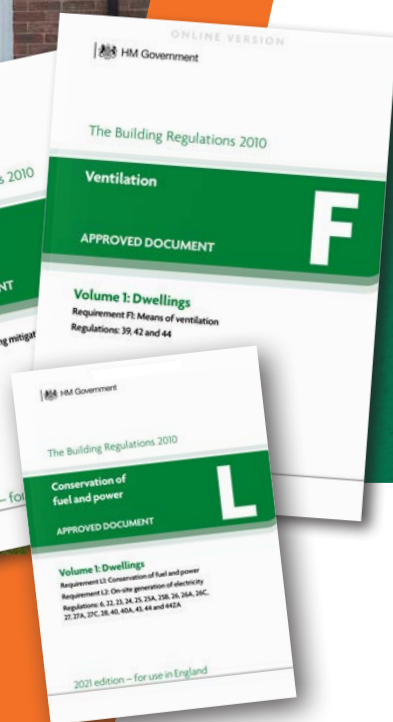 ONLINE VERSION
HM Government
The Building Regulations 2010
Ventilation
F
APPROVED DOCUMENT
Volume 1: Dwellings
Requirement F1: Means of ventilation
Regulations: 39, 42 and 44
2010
HM Government
The Building Regulations 2010
Conservation of
fuel and power
L
APPROVED DOCUMENT
Volume 1: Dwellings
Requirement L1: Conservation of fuel and power
Requirement L2: On-site generation of electricity
Regulations: 6, 22, 23, 24, 25, 25A, 25B, 26, 26A, 26C,
27, 27A, 27C, 28, 40, 40A, 43, 44 and 44ZA
2021 edition – for use in England